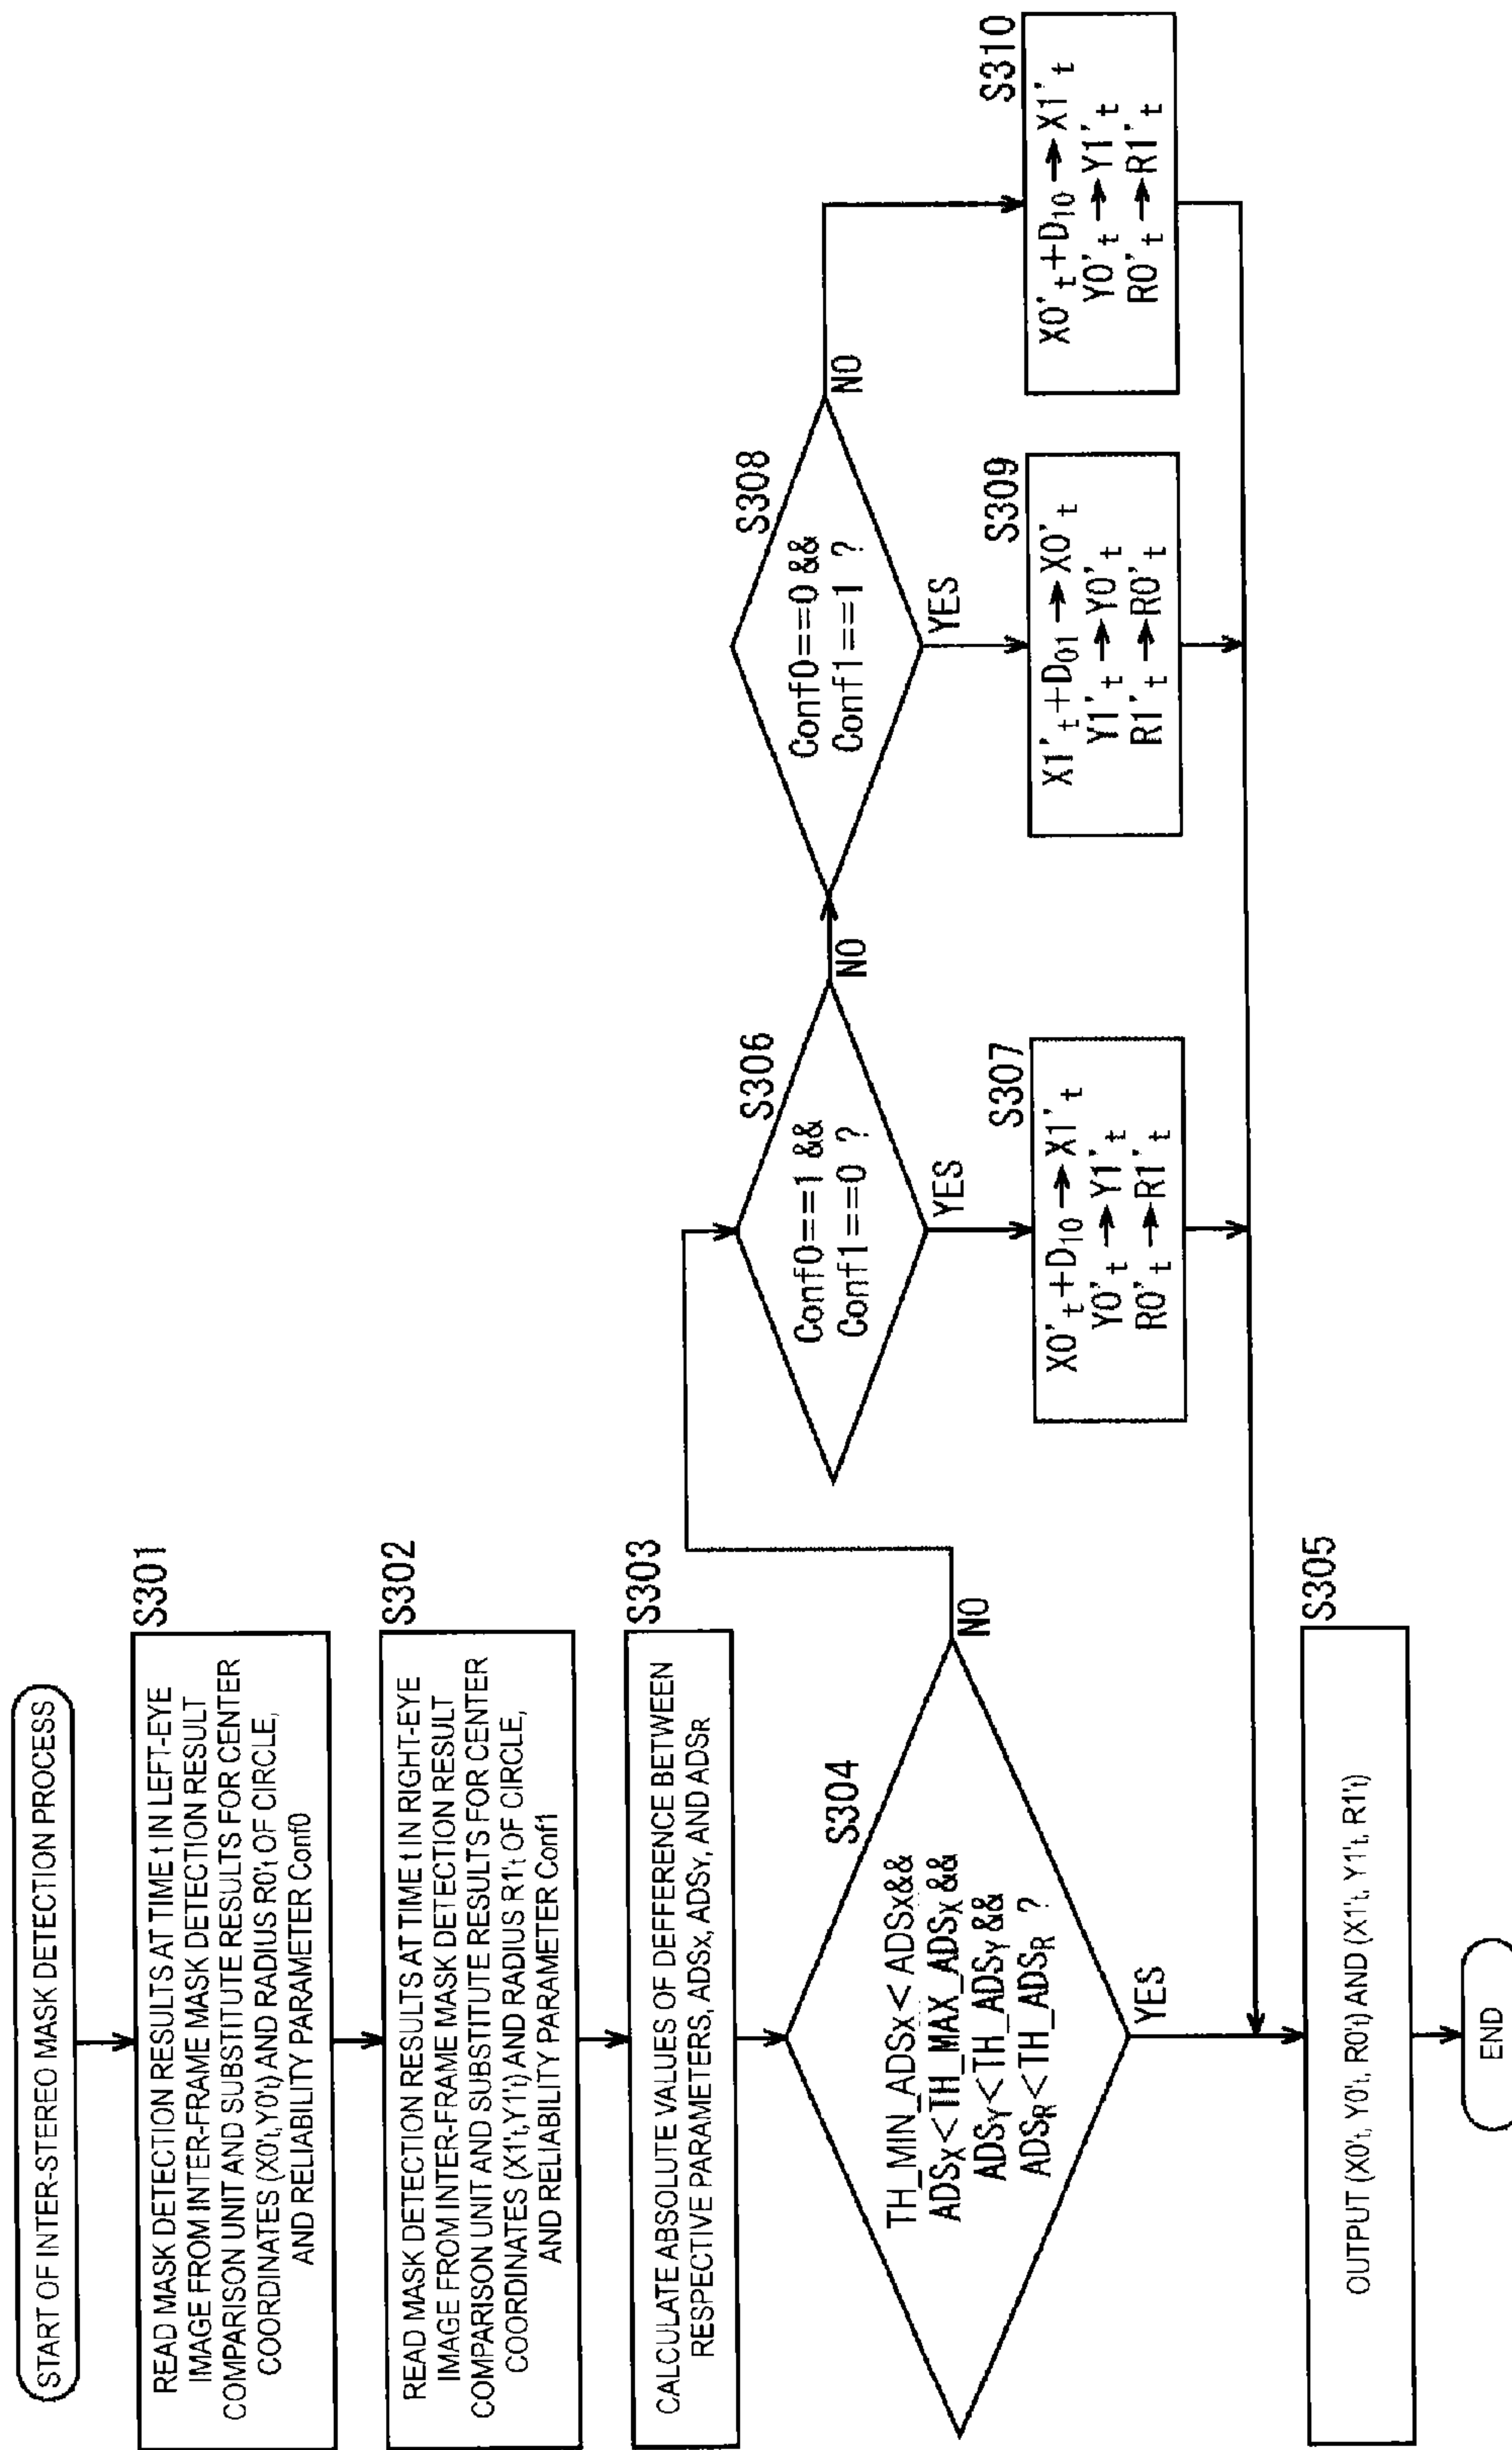 START OF INTER-STEREO MASK DETECTION PROCESS
S301
READ MASK DETECTION RESULTS AT TIME t IN LEFT-EYE
IMAGE FROM INTER-FRAME MASK DETECTION RESULT
COMPARISON UNIT AND SUBSTITUTE RESULTS FOR CENTER
COORDINATES (X0't,Y0't) AND RADIUS R0't OF CIRCLE,
AND RELIABILITY PARAMETER Conf0
S302
READ MASK DETECTION RESULTS AT TIME t IN RIGHT-EYE
IMAGE FROM INTER-FRAME MASK DETECTION RESULT
COMPARISON UNIT AND SUBSTITUTE RESULTS FOR CENTER
COORDINATES (X1't,Y1't) AND RADIUS R1't OF CIRCLE,
AND RELIABILITY PARAMETER Conf1
S303
CALCULATE ABSOLUTE VALUES OF DEFFERENCE BETWEEN
RESPECTIVE PARAMETERS, ADSX, ADSY, AND ADSR
S304
TH_MIN_ADSX < ADSX&&
ADSX<TH_MAX_ADSX &&
ADSY<TH_ADSY &&
ADSR<TH_ADSR ?
NO
YES
S305
OUTPUT (X0't, Y0't, R0't) AND (X1't, Y1't, R1't)
END
S306
Conf0==1 &&
Conf1==0 ?
NO
YES
S307
X0't+D10→X1't
Y0't→Y1't
R0't→R1't
S308
Conf0==0 &&
Conf1==1 ?
NO
YES
S309
X1't+D01→X0't
Y1't→Y0't
R1't→R0't
S310
X0't+D10→X1't
Y0't→Y1't
R0't→R1't